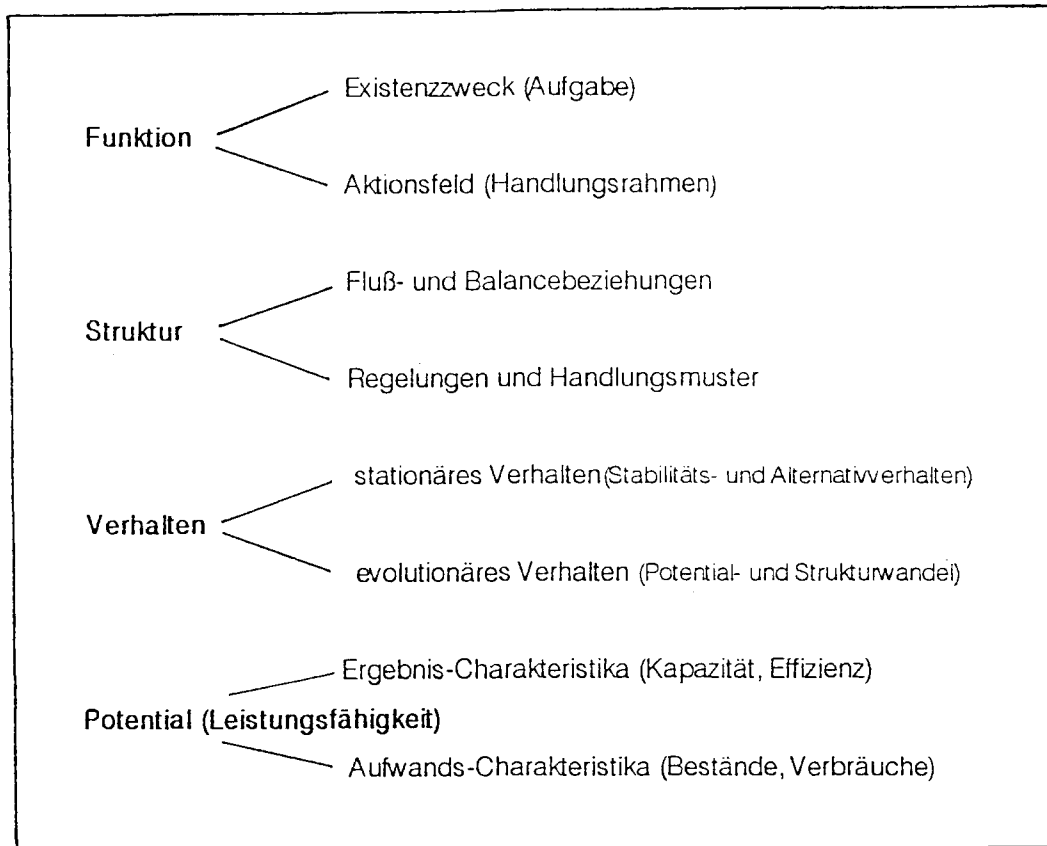 Existenzzweck (Aufgabe)
Funktion
Aktionsfeld (Handlungsrahmen)
Fluß- und Balancebeziehungen
Struktur
Regelungen und Handlungsmuster
stationäres Verhalten (Stabilitäts- und Alternativverhalten)
Verhalten
evolutionäres Verhalten (Potential- und Strukturwandel)
Ergebnis-Charakteristika (Kapazität, Effizienz)
Potential (Leistungsfähigkeit)
Aufwands-Charakteristika (Bestände, Verbräuche)